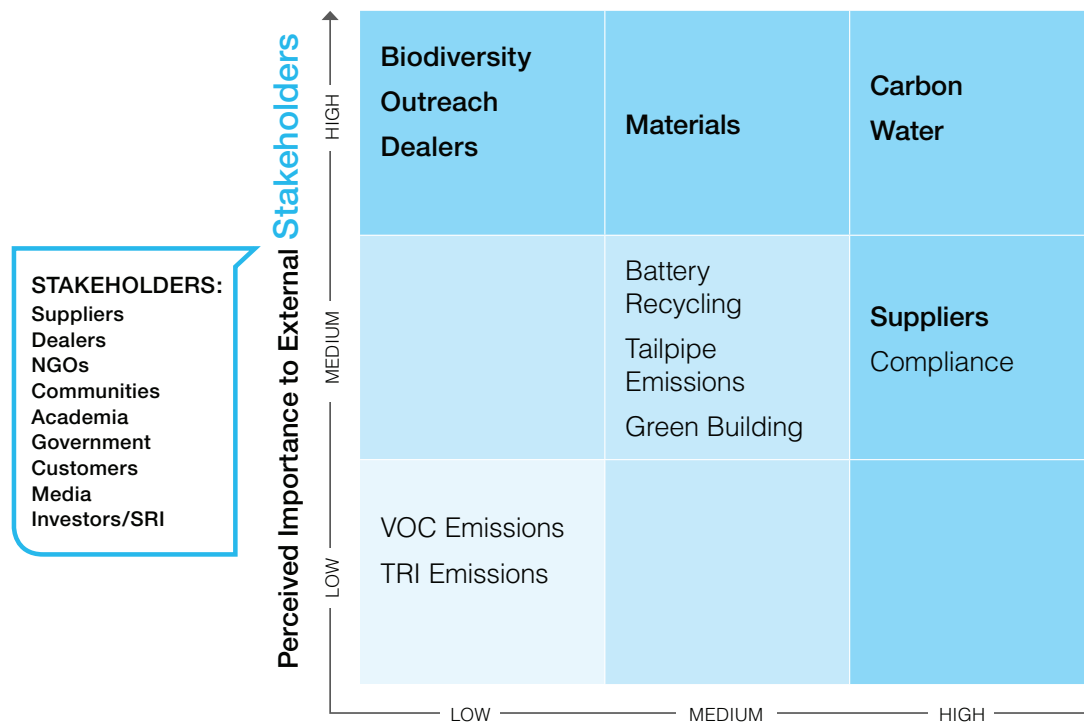 STAKEHOLDERS:
Suppliers
Dealers
NGOs
Communities
Academia
Government
Customers
Media
Investors/SRI
Perceived Importance to External Stakeholders
HIGH
MEDIUM
LOW
Biodiversity
Outreach
Dealers
Materials
Carbon
Water
Battery
Recycling
Tailpipe
Emissions
Green Building
Suppliers
Compliance
VOC Emissions
TRI Emissions
LOW
MEDIUM
HIGH